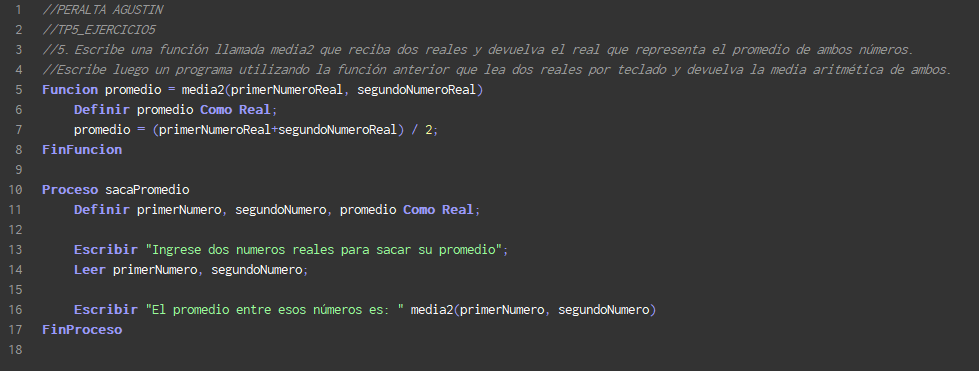 1 //PERALTA AGUSTIN
2 //TP5_EJERCICIO5
3 //5. Escribe una función llamada media2 que reciba dos reales y devuelva el real que representa el promedio de ambos números.
4 //Escribe luego un programa utilizando la función anterior que lea dos reales por teclado y devuelva la media aritmética de ambos.
5 Funcion promedio = media2(primerNumeroReal, segundoNumeroReal)
6 Definir promedio Como Real;
7 promedio = (primerNumeroReal+segundoNumeroReal) / 2;
8 FinFuncion
9
10 Proceso sacaPromedio
11 Definir primerNumero, segundoNumero, promedio Como Real;
12
13 Escribir "Ingrese dos numeros reales para sacar su promedio";
14 Leer primerNumero, segundoNumero;
15
16 Escribir "El promedio entre esos números es: " media2(primerNumero, segundoNumero)
17 FinProceso
18